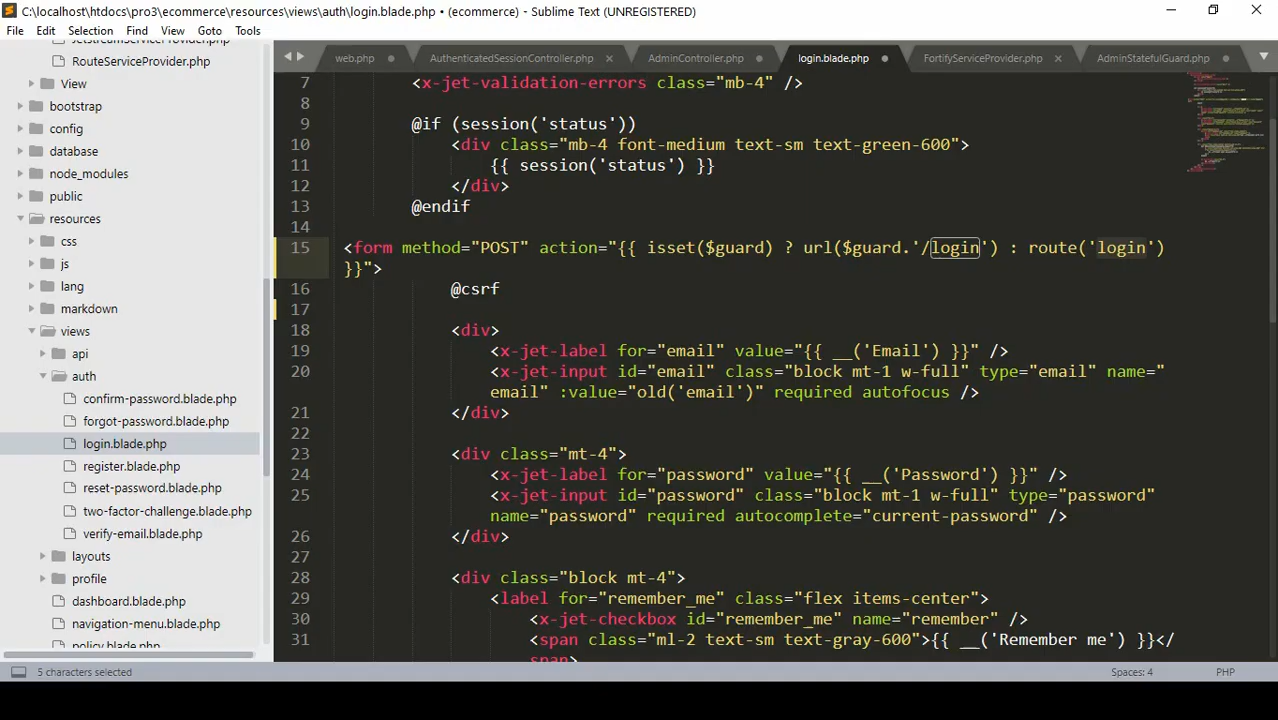 C:\localhost\htdocs\pro3\ecommerce\resources\views\auth\login.blade.php • (ecommerce) - Sublime Text (UNREGISTERED)
File Edit Selection Find View Goto Tools
JetStreamServiceProvider.php
RouteServiceProvider.php
View
bootstrap
config
database
node_modules
public
resources
css
js
lang
markdown
views
api
auth
confirm-password.blade.php
forgot-password.blade.php
login.blade.php
register.blade.php
reset-password.blade.php
two-factor-challenge.blade.php
verify-email.blade.php
layouts
profile
dashboard.blade.php
navigation-menu.blade.php
policy.blade.php
web.php AuthenticatedSessionController.php AdminController.php login.blade.php FortifyServiceProvider.php AdminStatefulGuard.php
7 <x-jet-validation-errors class="mb-4" />
8
9 @if (session('status'))
10 <div class="mb-4 font-medium text-sm text-green-600">
11 {{ session('status') }}
12 </div>
13 @endif
14
15 <form method="POST" action="{{ isset($guard) ? url($guard.'/login') : route('login')
}}">
16 @csrf
17
18 <div>
19 <x-jet-label for="email" value="{{ __('Email') }}" />
20 <x-jet-input id="email" class="block mt-1 w-full" type="email" name="
email" :value="old('email')" required autofocus />
21 </div>
22
23 <div class="mt-4">
24 <x-jet-label for="password" value="{{ __('Password') }}" />
25 <x-jet-input id="password" class="block mt-1 w-full" type="password"
name="password" required autocomplete="current-password" />
26 </div>
27
28 <div class="block mt-4">
29 <label for="remember_me" class="flex items-center">
30 <x-jet-checkbox id="remember_me" name="remember" />
31 <span class="ml-2 text-sm text-gray-600">{{ __('Remember me') }}</
span>
5 characters selected Spaces: 4 PHP